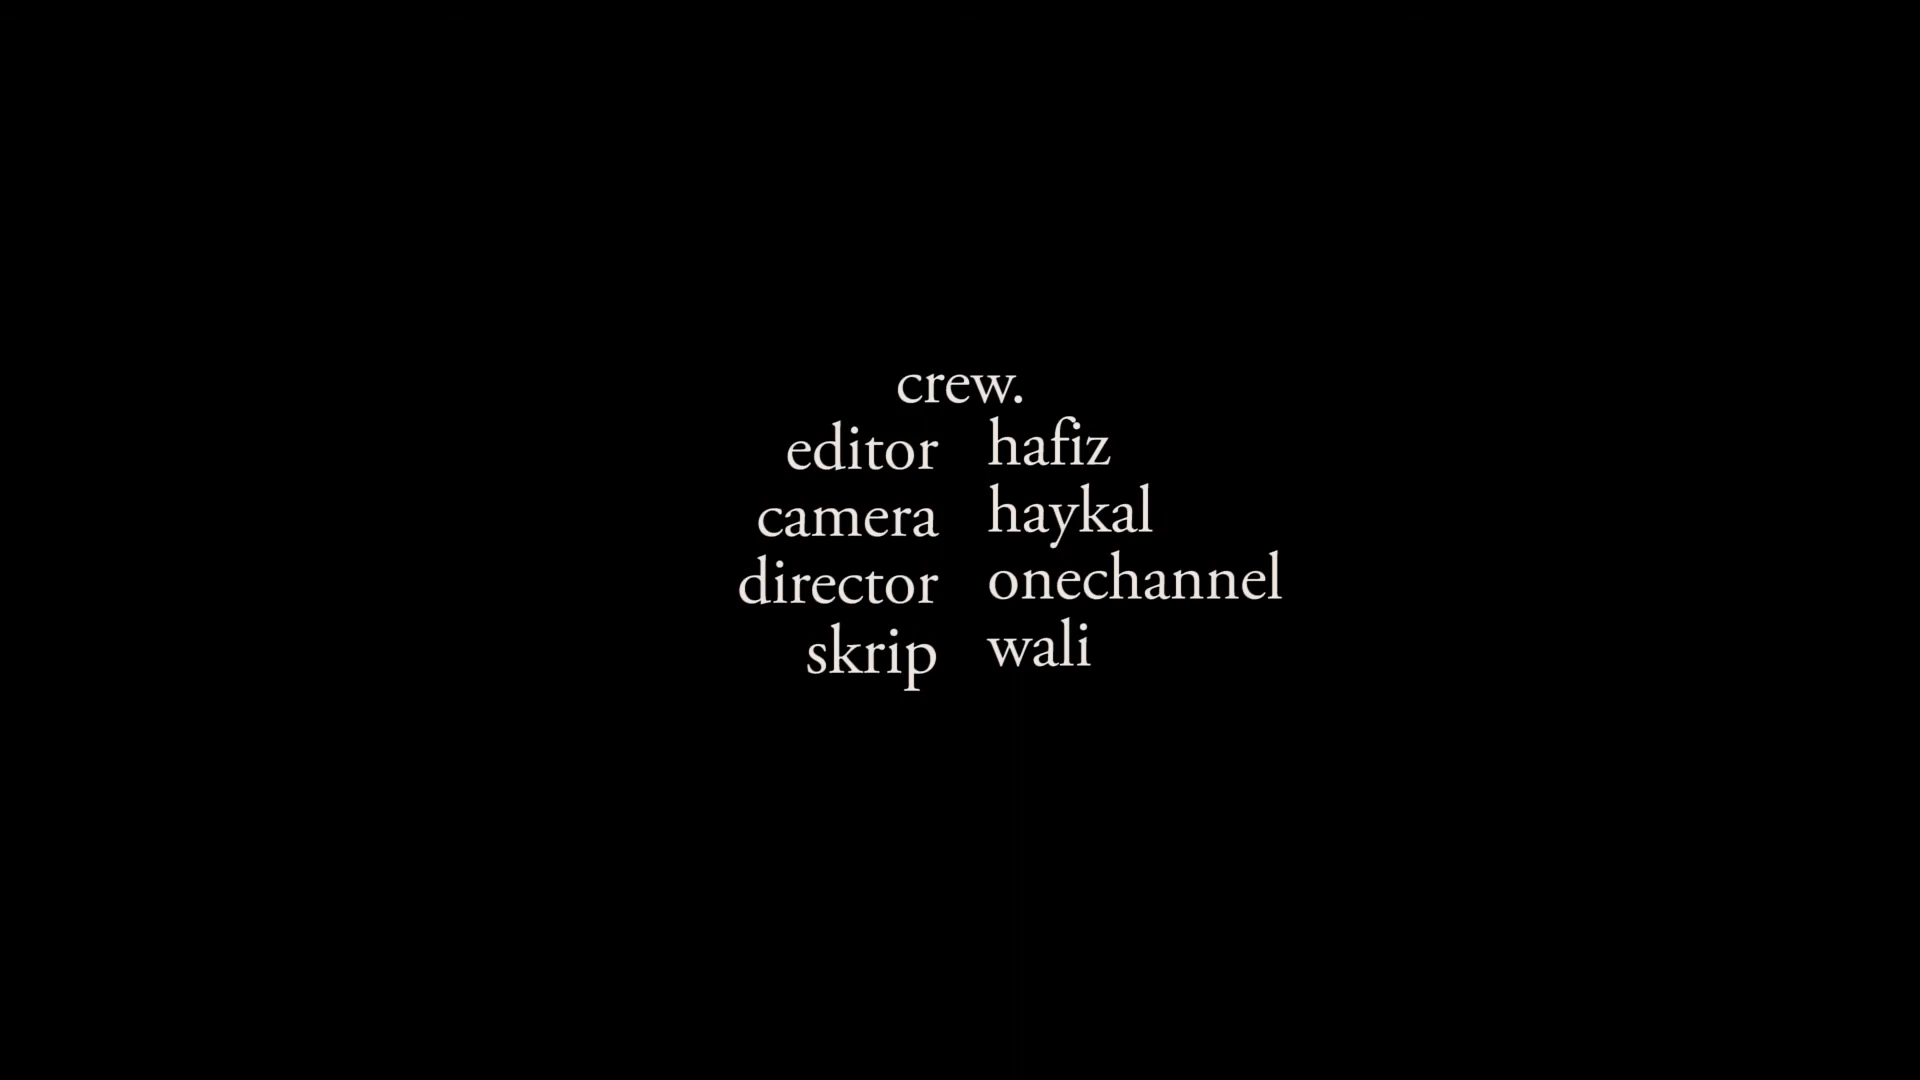 crew.
editor hafiz
camera haykal
director onechannel
skrip wali